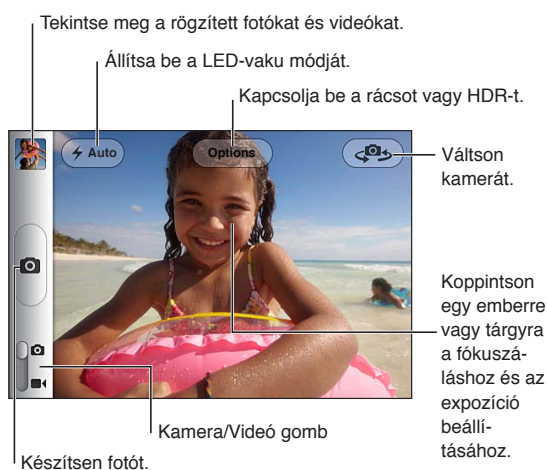 Tekintse meg a rögzített fotókat és videókat.
Állítsa be a LED-vaku módját.
Kapcsolja be a rácsot vagy HDR-t.
Auto
Options
Váltson
kamerát.
Koppintson
egy emberre
vagy tárgyra
a fókuszá-
láshoz és az
expozíció
beállí-
tásához.
Kamera/Videó gomb
Készítsen fotót.